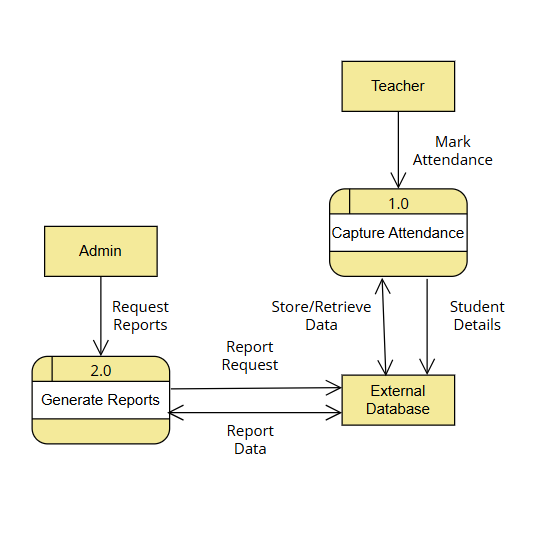 Teacher
Mark
Attendance
1.0
Capture Attendance
Admin
Request
Reports
Store/Retrieve
Data
Student
Details
Report
Request
2.0
Generate Reports
External
Database
Report
Data